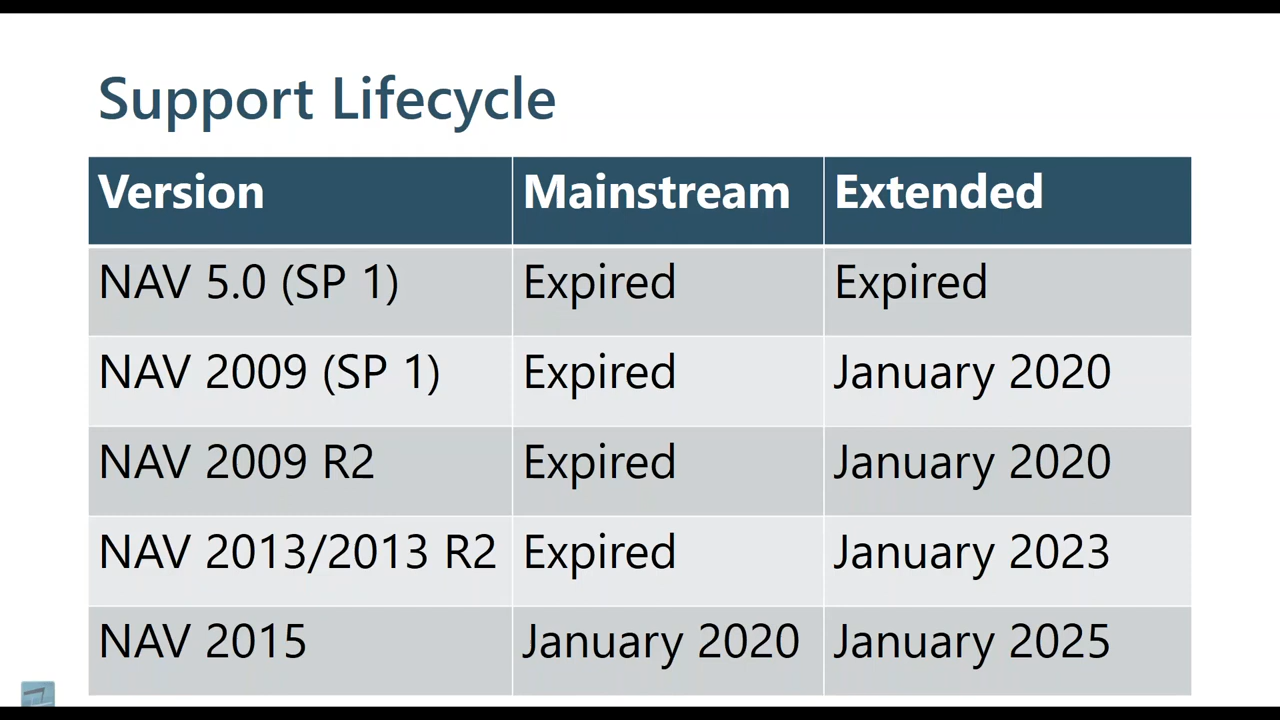 Support Lifecycle
Version Mainstream Extended
NAV 5.0 (SP 1) Expired Expired
NAV 2009 (SP 1) Expired January 2020
NAV 2009 R2 Expired January 2020
NAV 2013/2013 R2 Expired January 2023
NAV 2015 January 2020 January 2025